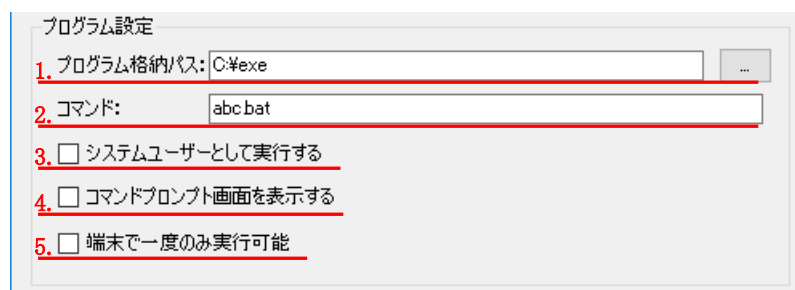 プログラム設定
1. プログラム格納パス: C:¥exe ...
2. コマンド: abc.bat
3. システムユーザーとして実行する
4. コマンドプロンプト画面を表示する
5. 端末で一度のみ実行可能